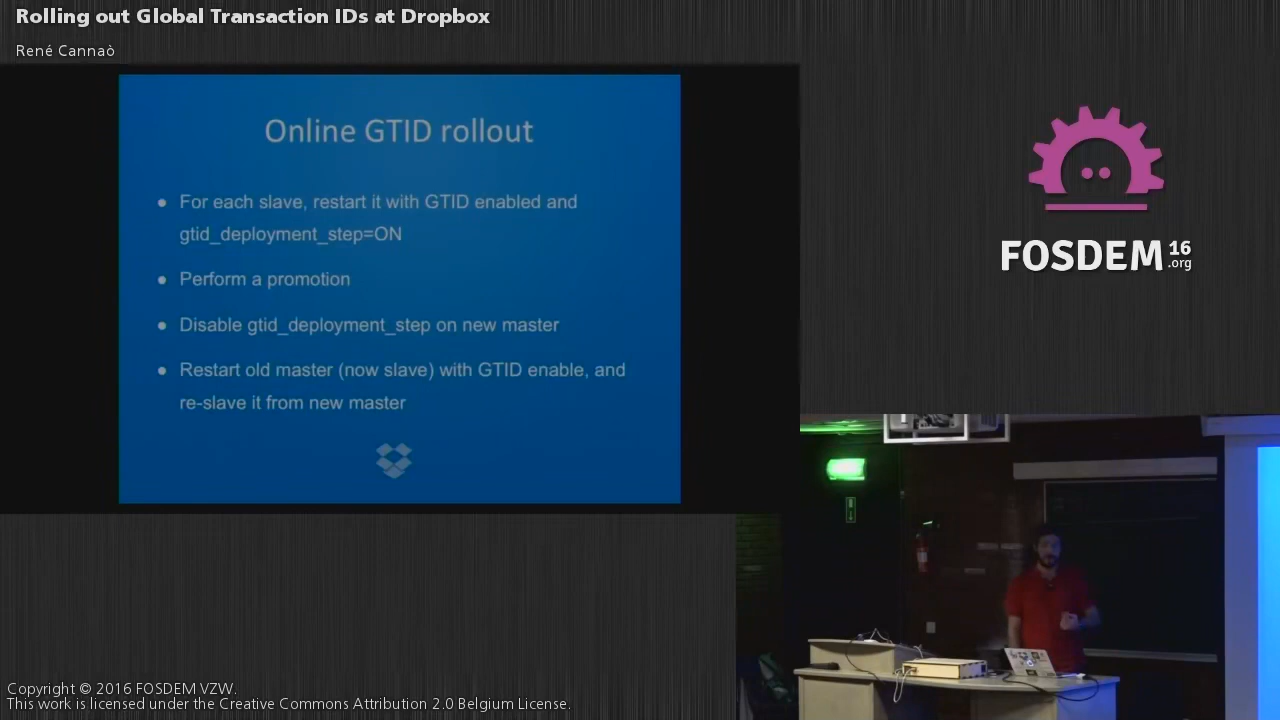 Rolling out Global Transaction IDs at Dropbox
René Cannaò
Online GTID rollout
• For each slave, restart it with GTID enabled and
gtid_deployment_step=ON
• Perform a promotion
• Disable gtid_deployment_step on new master
• Restart old master (now slave) with GTID enable, and
re-slave it from new master
FOSDEM 16
.org
Copyright © 2016 FOSDEM VZW.
This work is licensed under the Creative Commons Attribution 2.0 Belgium License.